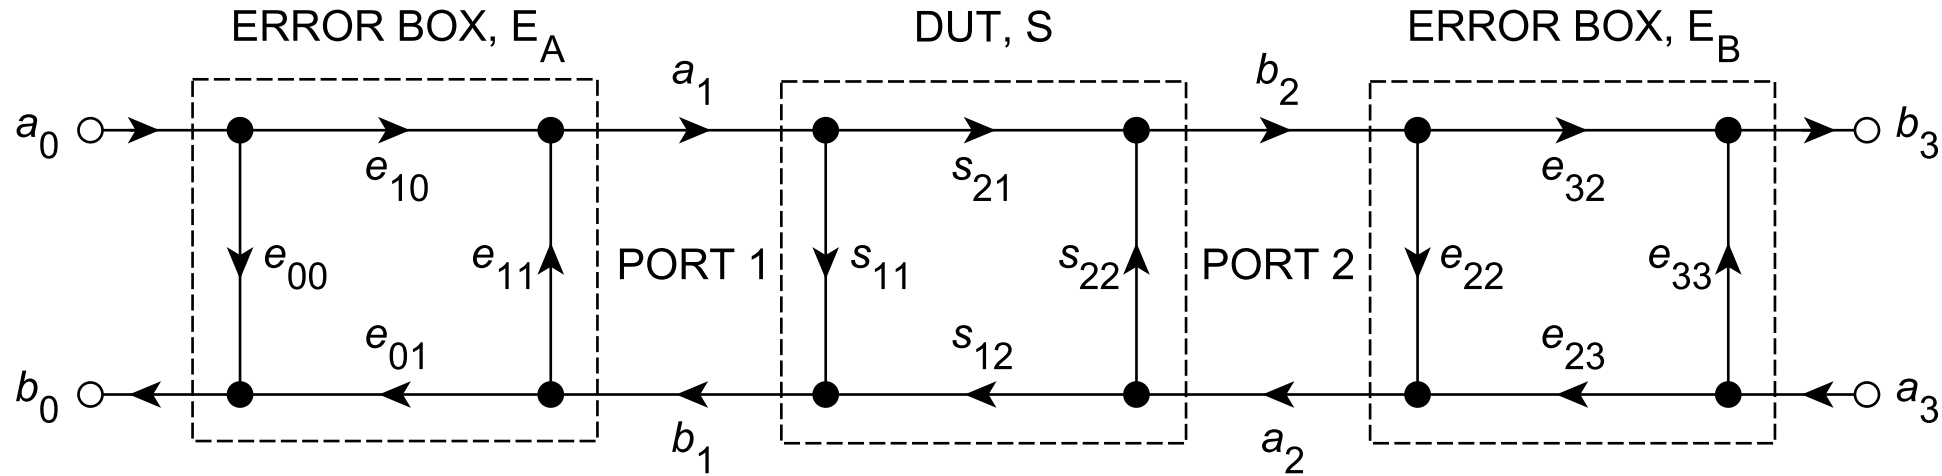 ERROR BOX, E_A DUT, S ERROR BOX, E_B
a_1 b_2
a_0 b_3
e_10 s_21 e_32
e_00 e_11 PORT 1 s_11 s_22 PORT 2 e_22 e_33
e_01 s_12 e_23
b_0 a_3
b_1 a_2